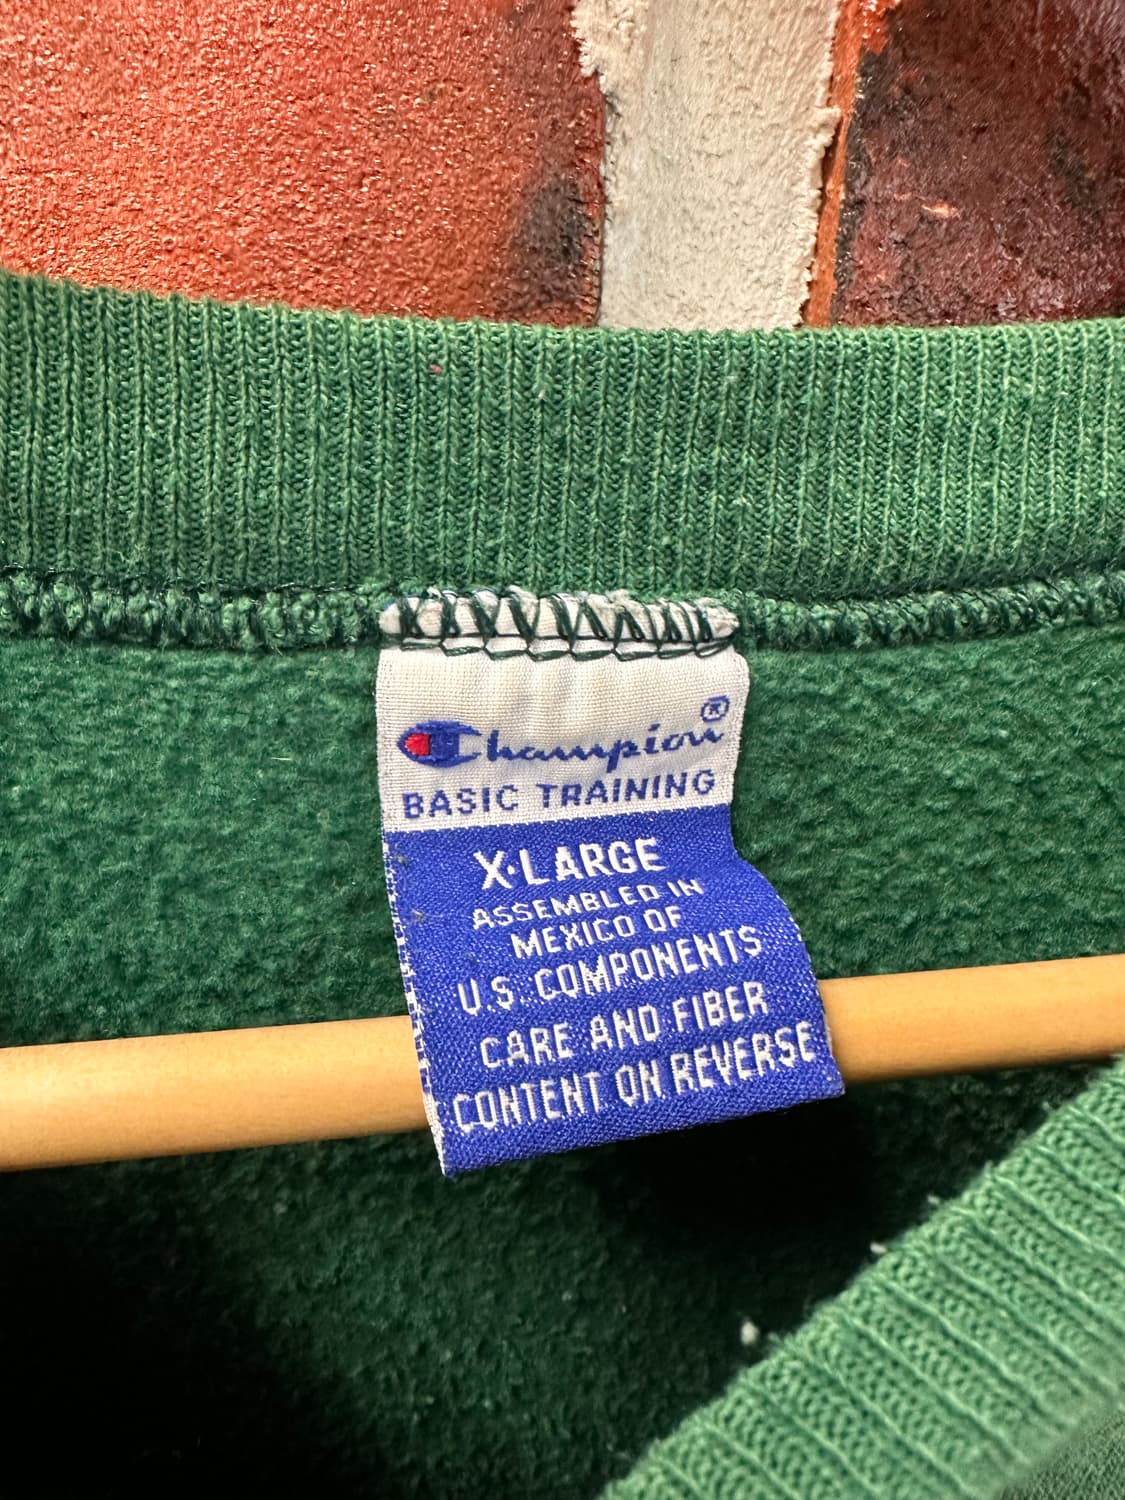 Champion®
BASIC TRAINING
X·LARGE
ASSEMBLED IN
MEXICO OF
U.S. COMPONENTS
CARE AND FIBER
CONTENT ON REVERSE